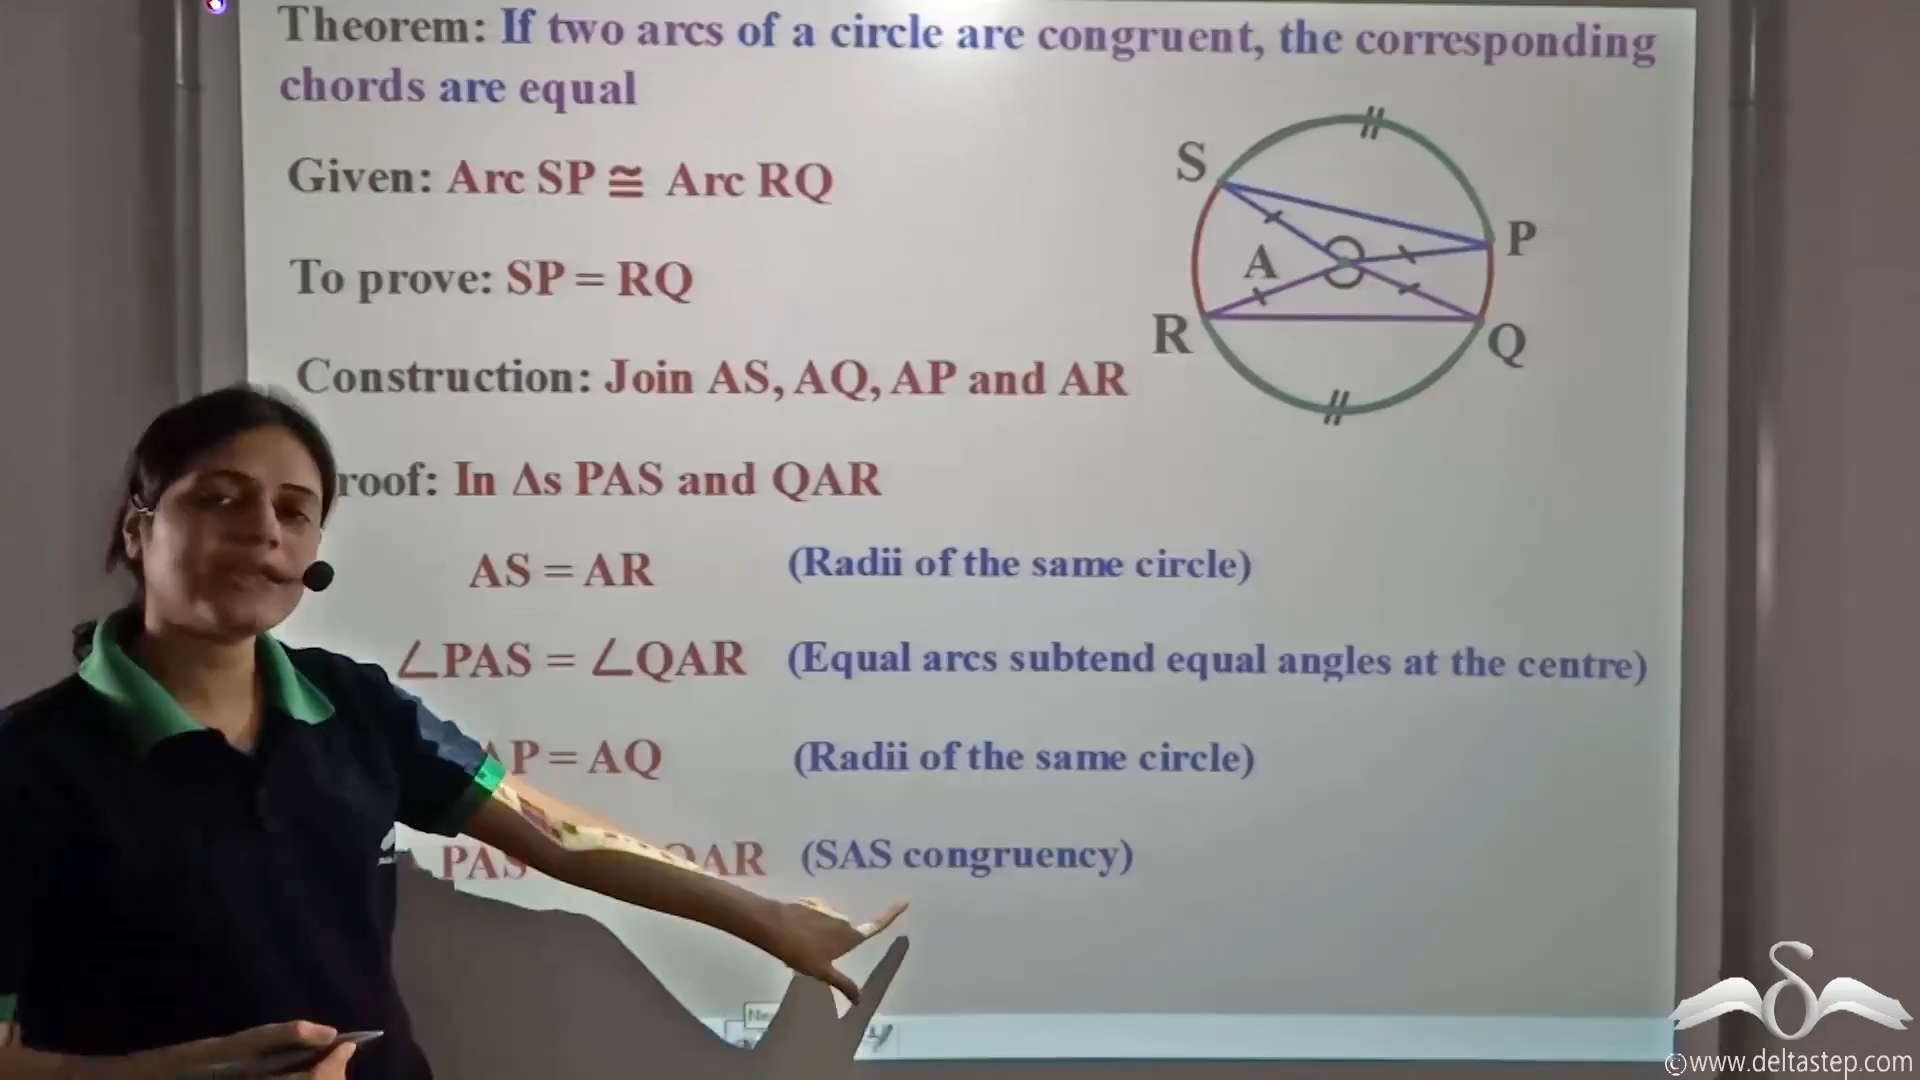 Theorem: If two arcs of a circle are congruent, the corresponding
chords are equal
Given: Arc SP ≅ Arc RQ
To prove: SP = RQ
Construction: Join AS, AQ, AP and AR
roof: In Δs PAS and QAR
AS = AR (Radii of the same circle)
∠PAS = ∠QAR (Equal arcs subtend equal angles at the centre)
AP = AQ (Radii of the same circle)
PAS QAR (SAS congruency)
S
P
A
R
Q
©www.deltastep.com